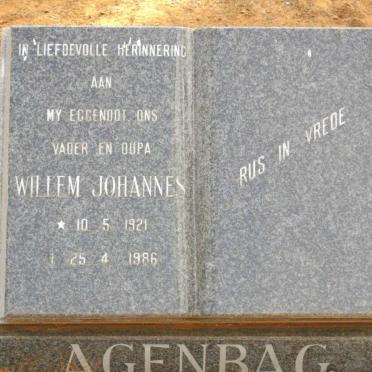 IN LIEFDEVOLLE HERINNERING
AAN
MY EGGENOOT, ONS
VADER EN OUPA
WILLEM JOHANNES
★ 10 5 1921
† 25 4 1986
RUS IN VREDE
AGENBAG